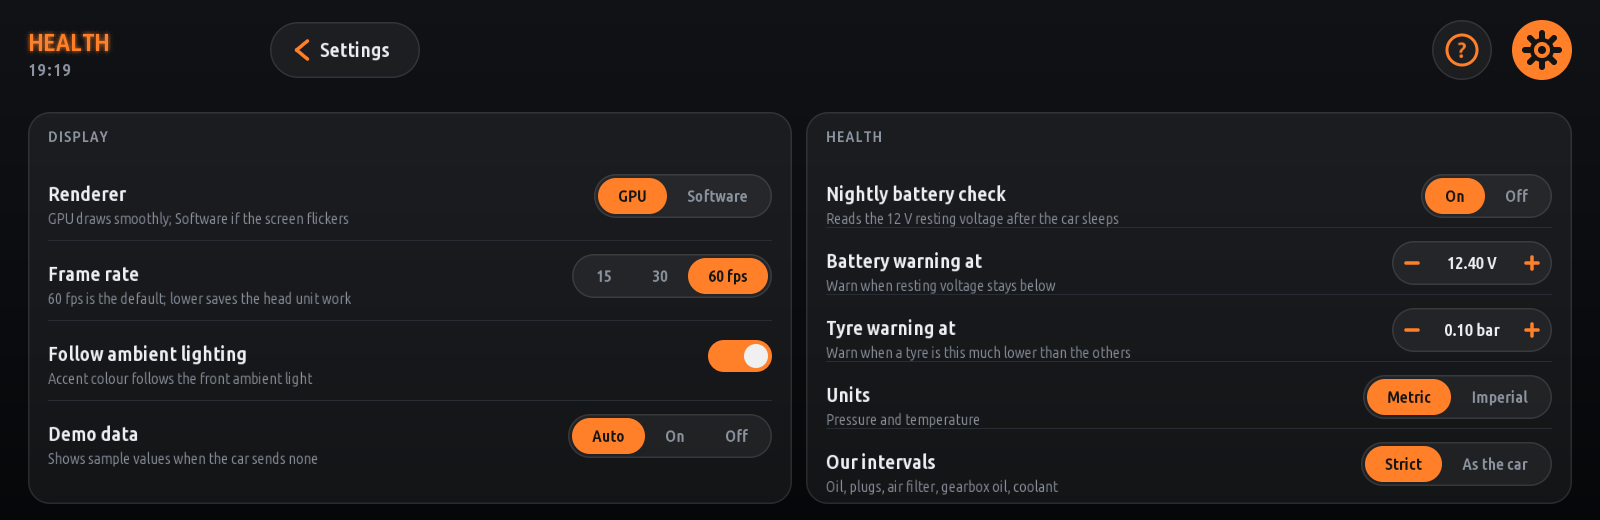 HEALTH
19:19
Settings
?
DISPLAY
Renderer
GPU draws smoothly; Software if the screen flickers
GPU Software
Frame rate
60 fps is the default; lower saves the head unit work
15 30 60 fps
Follow ambient lighting
Accent colour follows the front ambient light
Demo data
Shows sample values when the car sends none
Auto On Off
HEALTH
Nightly battery check
Reads the 12 V resting voltage after the car sleeps
On Off
Battery warning at
Warn when resting voltage stays below
− 12.40 V +
Tyre warning at
Warn when a tyre is this much lower than the others
− 0.10 bar +
Units
Pressure and temperature
Metric Imperial
Our intervals
Oil, plugs, air filter, gearbox oil, coolant
Strict As the car